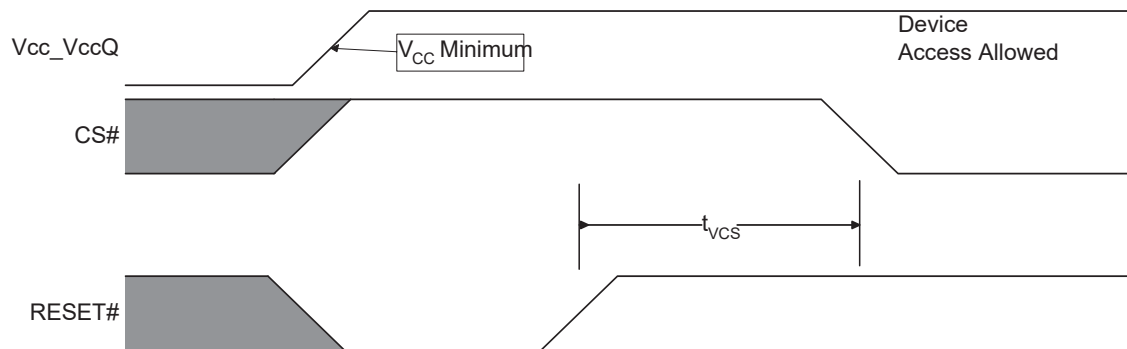 Vcc_VccQ
VCC Minimum
Device
Access Allowed
CS#
tVCS
RESET#